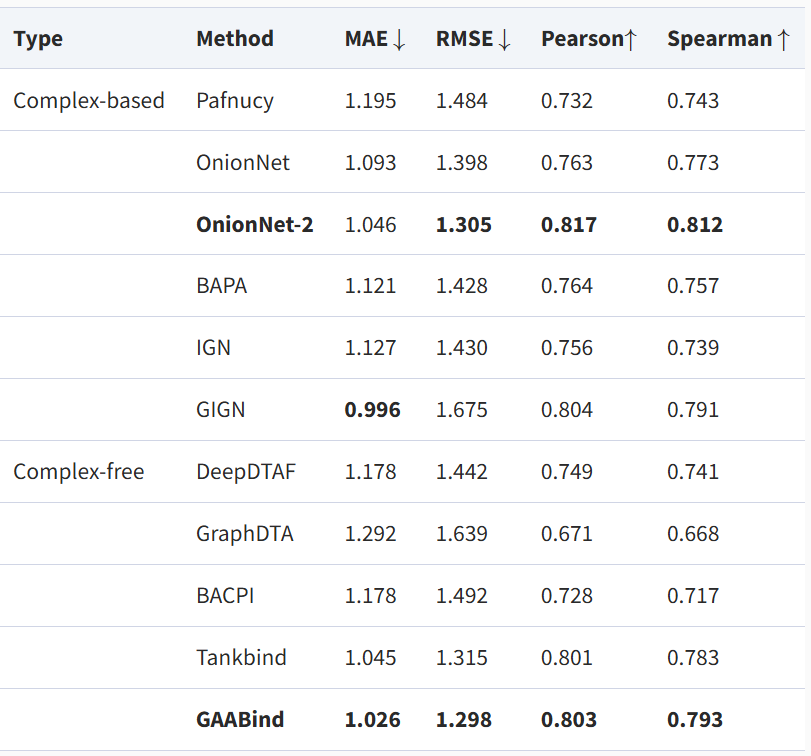 Type Method MAE↓ RMSE↓ Pearson↑ Spearman↑
Complex-based Pafnucy 1.195 1.484 0.732 0.743
OnionNet 1.093 1.398 0.763 0.773
OnionNet-2 1.046 1.305 0.817 0.812
BAPA 1.121 1.428 0.764 0.757
IGN 1.127 1.430 0.756 0.739
GIGN 0.996 1.675 0.804 0.791
Complex-free DeepDTAF 1.178 1.442 0.749 0.741
GraphDTA 1.292 1.639 0.671 0.668
BACPI 1.178 1.492 0.728 0.717
Tankbind 1.045 1.315 0.801 0.783
GAABind 1.026 1.298 0.803 0.793